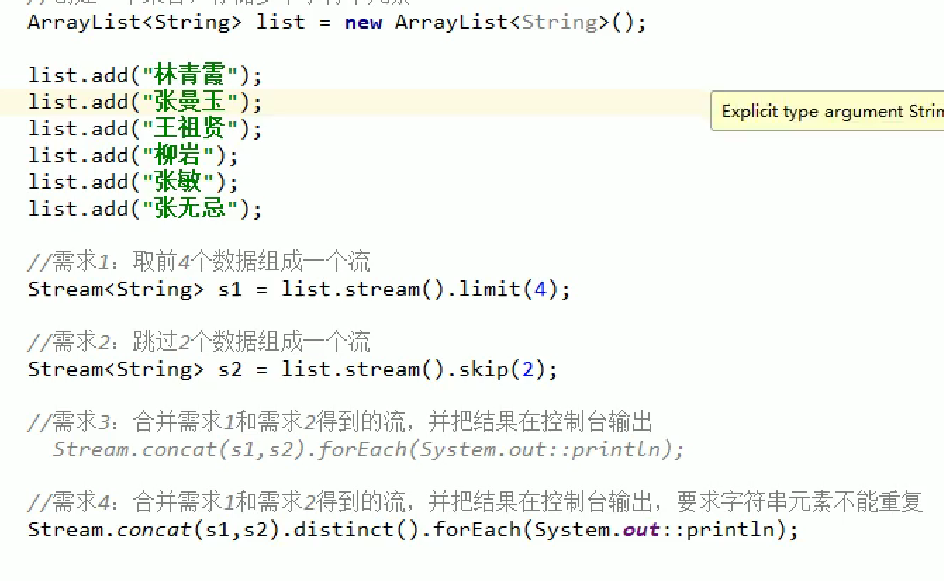 ArrayList<String> list = new ArrayList<String>();
list.add("林青霞");
list.add("张曼玉");
Explicit type argument Strin
list.add("王祖贤");
list.add("柳岩");
list.add("张敏");
list.add("张无忌");
//需求1：取前4个数据组成一个流
Stream<String> s1 = list.stream().limit(4);
//需求2：跳过2个数据组成一个流
Stream<String> s2 = list.stream().skip(2);
//需求3：合并需求1和需求2得到的流，并把结果在控制台输出
Stream.concat(s1,s2).forEach(System.out::println);
//需求4：合并需求1和需求2得到的流，并把结果在控制台输出，要求字符串元素不能重复
Stream.concat(s1,s2).distinct().forEach(System.out::println);